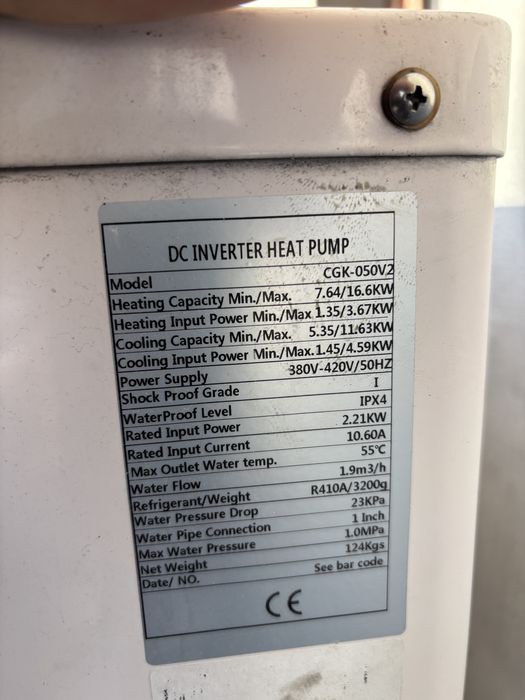 DC INVERTER HEAT PUMP
Model CGK-050V2
Heating Capacity Min./Max. 7.64/16.6KW
Heating Input Power Min./Max 1.35/3.67KW
Cooling Capacity Min./Max. 5.35/11.63KW
Cooling Input Power Min./Max. 1.45/4.59KW
Power Supply 380V-420V/50HZ
Shock Proof Grade I
WaterProof Level IPX4
Rated Input Power 2.21KW
Rated Input Current 10.60A
Max Outlet Water temp. 55℃
Water Flow 1.9m3/h
Refrigerant/Weight R410A/3200g
Water Pressure Drop 23KPa
Water Pipe Connection 1 Inch
Max Water Pressure 1.0MPa
Net Weight 124Kgs
Date/ NO. See bar code
CE